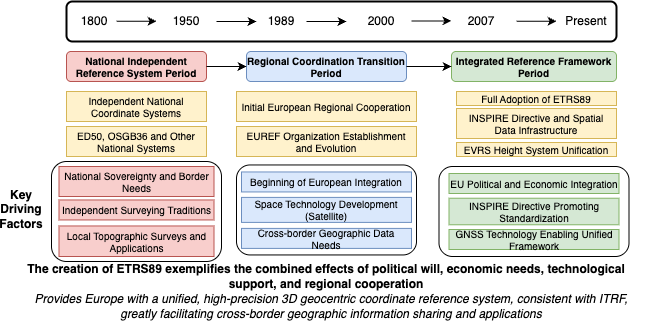 1800 1950 1989 2000 2007 Present
National Independent
Reference System Period
Regional Coordination Transition
Period
Integrated Reference Framework
Period
Independent National
Coordinate Systems
ED50, OSGB36 and Other
National Systems
Initial European Regional Cooperation
EUREF Organization Establishment
and Evolution
Full Adoption of ETRS89
INSPIRE Directive and Spatial
Data Infrastructure
EVRS Height System Unification
Key
Driving
Factors
National Sovereignty and Border
Needs
Independent Surveying Traditions
Local Topographic Surveys and
Applications
Beginning of European Integration
Space Technology Development
(Satellite)
Cross-border Geographic Data
Needs
EU Political and Economic Integration
INSPIRE Directive Promoting
Standardization
GNSS Technology Enabling Unified
Framework
The creation of ETRS89 exemplifies the combined effects of political will, economic needs, technological
support, and regional cooperation
Provides Europe with a unified, high-precision 3D geocentric coordinate reference system, consistent with ITRF,
greatly facilitating cross-border geographic information sharing and applications